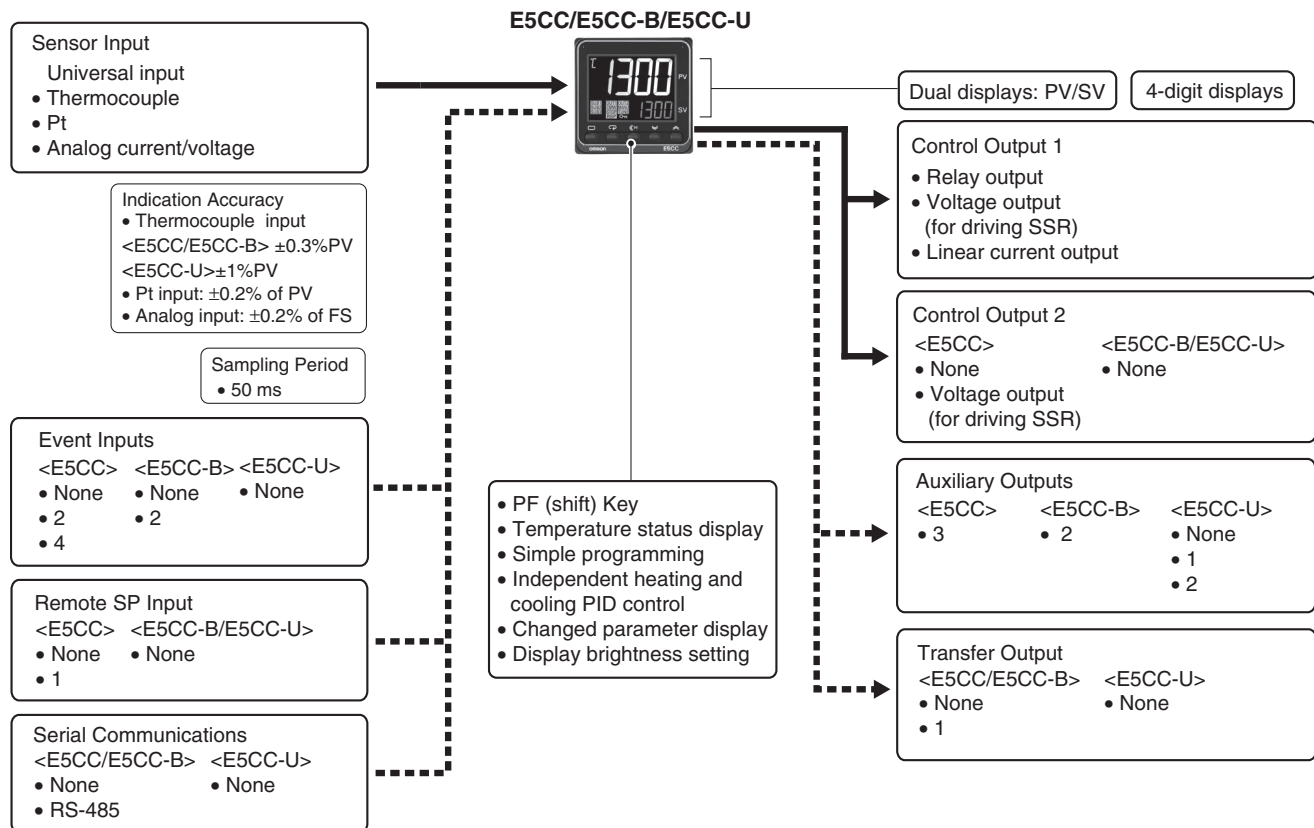 E5CC/E5CC-B/E5CC-U
Sensor Input
Universal input
• Thermocouple
• Pt
• Analog current/voltage
Indication Accuracy
• Thermocouple input
<E5CC/E5CC-B> ±0.3%PV
<E5CC-U>±1%PV
• Pt input: ±0.2% of PV
• Analog input: ±0.2% of FS
Sampling Period
• 50 ms
Event Inputs
<E5CC> <E5CC-B> <E5CC-U>
• None • None • None
• 2 • 2
• 4
Remote SP Input
<E5CC> <E5CC-B/E5CC-U>
• None • None
• 1
Serial Communications
<E5CC/E5CC-B> <E5CC-U>
• None • None
• RS-485
℃ 1300 PV
1300 SV
OMRON E5CC
• PF (shift) Key
• Temperature status display
• Simple programming
• Independent heating and
cooling PID control
• Changed parameter display
• Display brightness setting
Dual displays: PV/SV
4-digit displays
Control Output 1
• Relay output
• Voltage output
(for driving SSR)
• Linear current output
Control Output 2
<E5CC> <E5CC-B/E5CC-U>
• None • None
• Voltage output
(for driving SSR)
Auxiliary Outputs
<E5CC> <E5CC-B> <E5CC-U>
• 3 • 2 • None
• 1
• 2
Transfer Output
<E5CC/E5CC-B> <E5CC-U>
• None • None
• 1